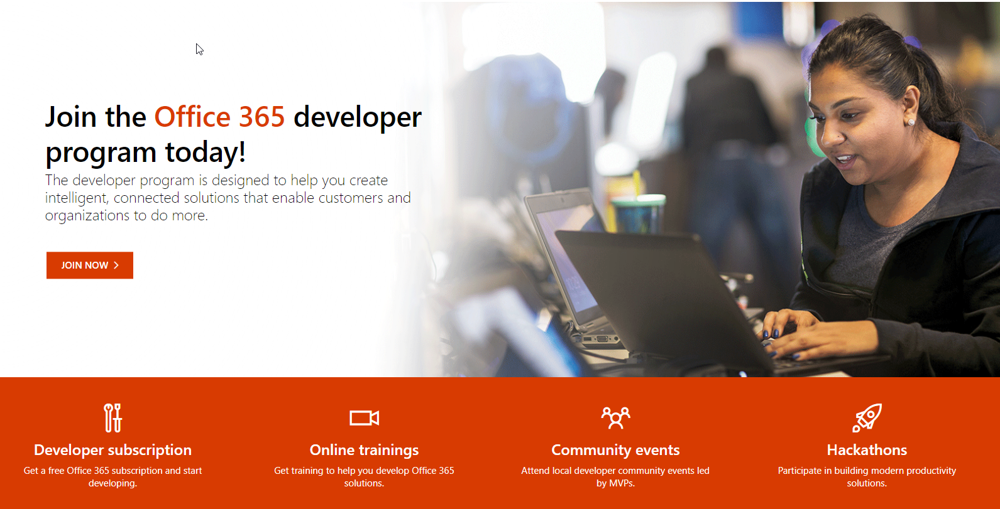 Join the Office 365 developer
program today!
The developer program is designed to help you create
intelligent, connected solutions that enable customers and
organizations to do more.
JOIN NOW
Developer subscription
Get a free Office 365 subscription and start
developing.
Online trainings
Get training to help you develop Office 365
solutions.
Community events
Attend local developer community events led
by MVPs.
Hackathons
Participate in building modern productivity
solutions.